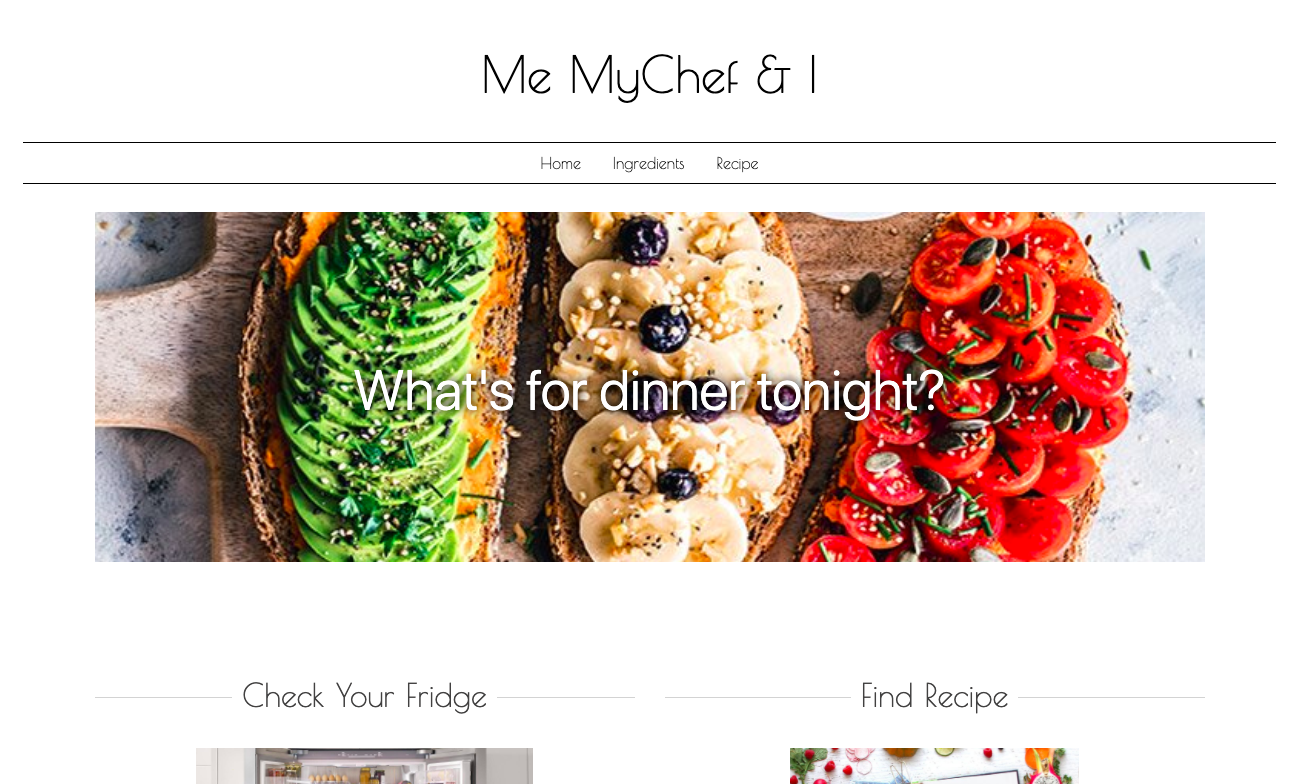 Me MyChef & I
Home Ingredients Recipe
What's for dinner tonight?
Check Your Fridge
Find Recipe